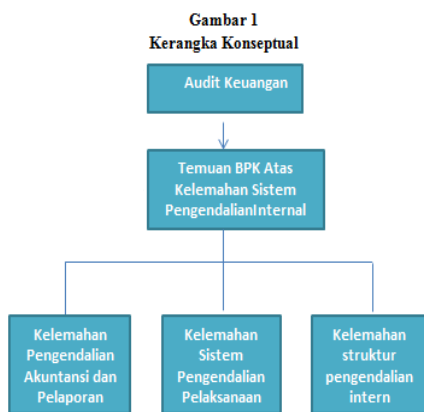 Gambar 1
Kerangka Konseptual
Audit Keuangan
Temuan BPK Atas
Kelemahan Sistem
PengendalianInternal
Kelemahan
Pengendalian
Akuntansi dan
Pelaporan
Kelemahan
Sistem
Pengendalian
Pelaksanaan
Kelemahan
struktur
pengendalian
intern